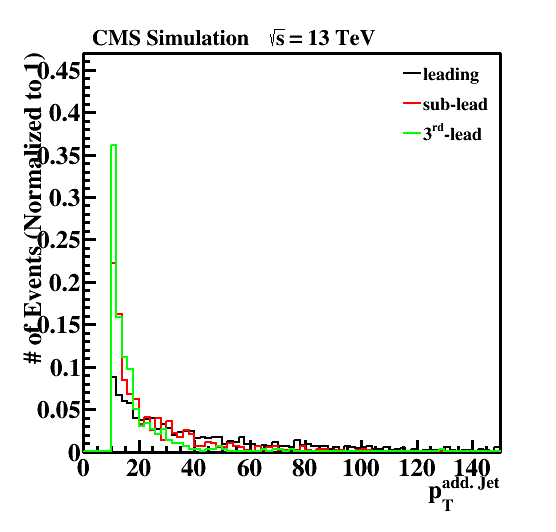 CMS Simulation √s = 13 TeV
# of Events (Normalized to 1)
0.45
0.4
0.35
0.3
0.25
0.2
0.15
0.1
0.05
0
leading
sub-lead
3rd-lead
0 20 40 60 80 100 120 140
pT add. Jet